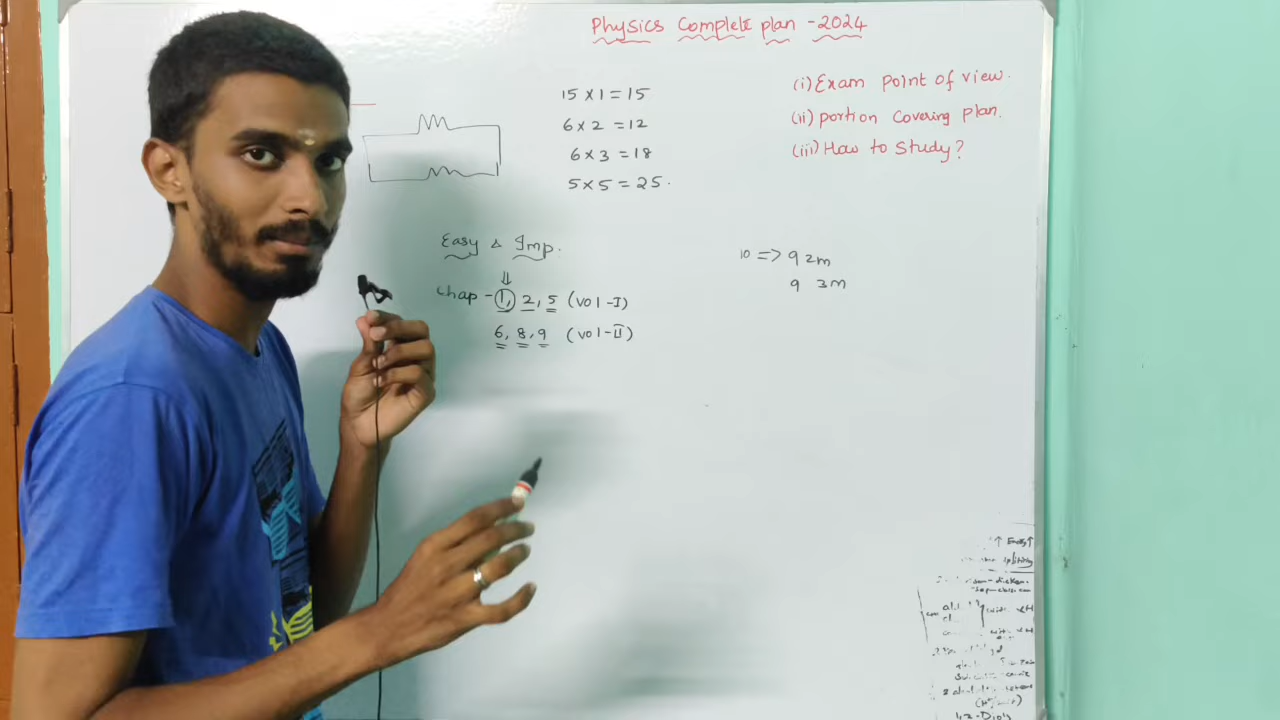 Physics Complete plan - 2024
15 x 1 = 15
6 x 2 = 12
6 x 3 = 18
5 x 5 = 25.
(i) Exam point of view.
(ii) portion covering plan.
(iii) How to study?
Easy & Imp.
⇓
chap - 1, 2, 5 (vol-I)
6, 8, 9 (vol-II)
10 => 9 2m
9 3m